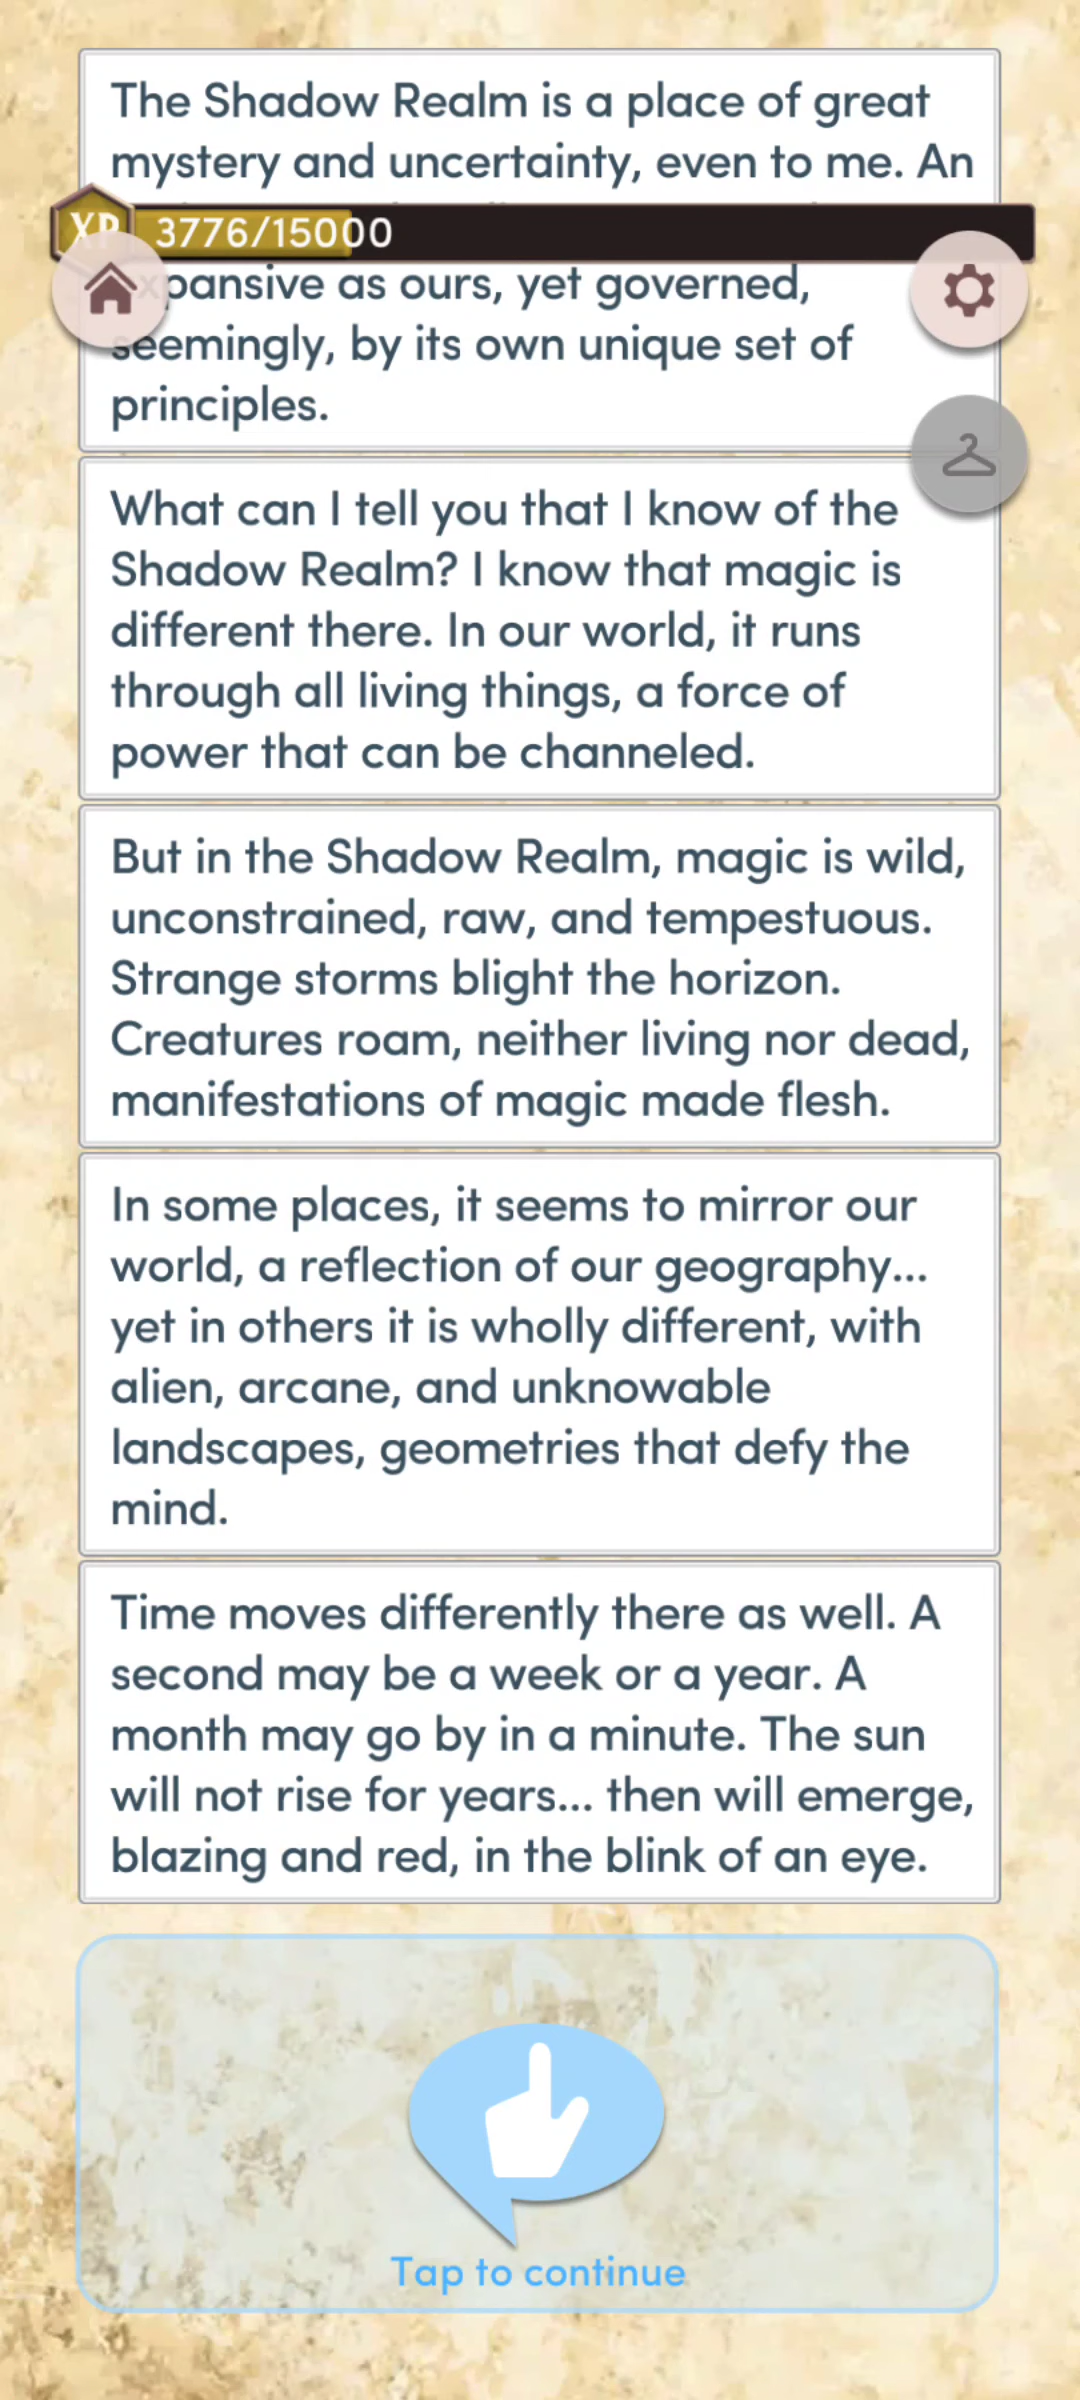 The Shadow Realm is a place of great
mystery and uncertainty, even to me. An
XP 3776/15000
expansive as ours, yet governed,
seemingly, by its own unique set of
principles.
What can I tell you that I know of the
Shadow Realm? I know that magic is
different there. In our world, it runs
through all living things, a force of
power that can be channeled.
But in the Shadow Realm, magic is wild,
unconstrained, raw, and tempestuous.
Strange storms blight the horizon.
Creatures roam, neither living nor dead,
manifestations of magic made flesh.
In some places, it seems to mirror our
world, a reflection of our geography...
yet in others it is wholly different, with
alien, arcane, and unknowable
landscapes, geometries that defy the
mind.
Time moves differently there as well. A
second may be a week or a year. A
month may go by in a minute. The sun
will not rise for years... then will emerge,
blazing and red, in the blink of an eye.
Tap to continue